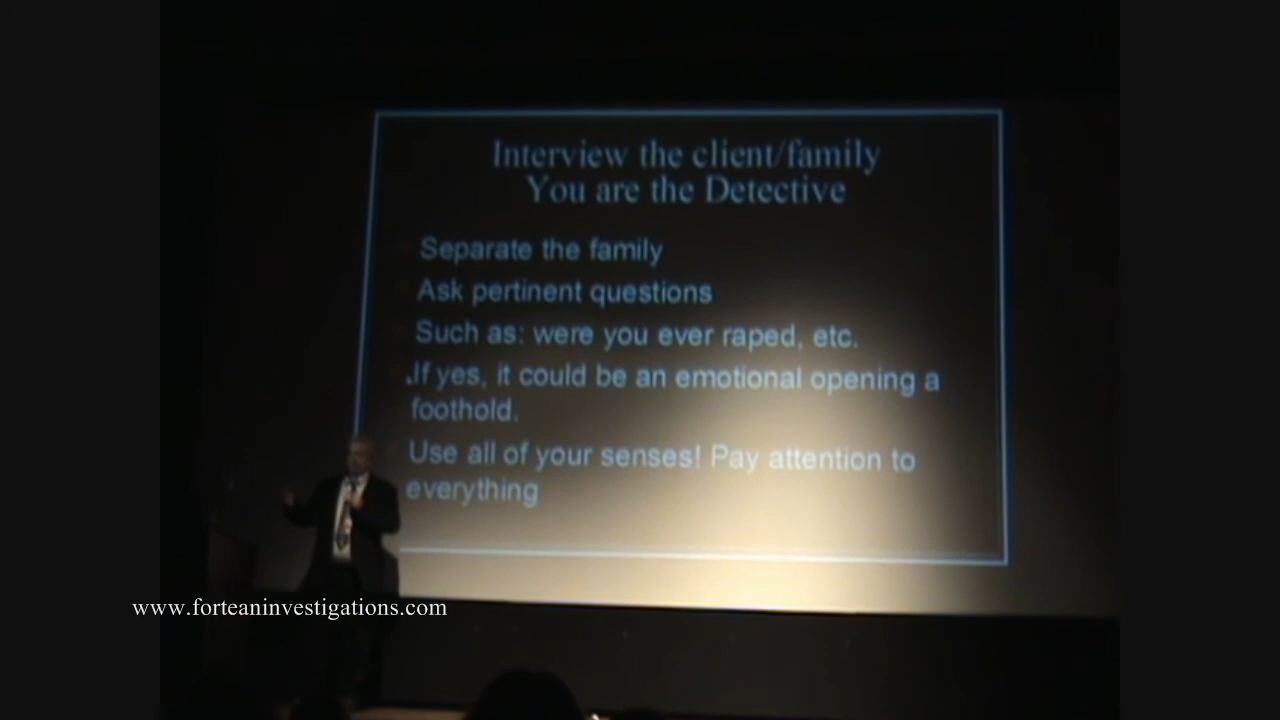 Interview the client/family
You are the Detective
Separate the family
Ask pertinent questions
Such as: were you ever raped, etc.
.If yes, it could be an emotional opening a
foothold.
Use all of your senses! Pay attention to
everything
www.forteaninvestigations.com